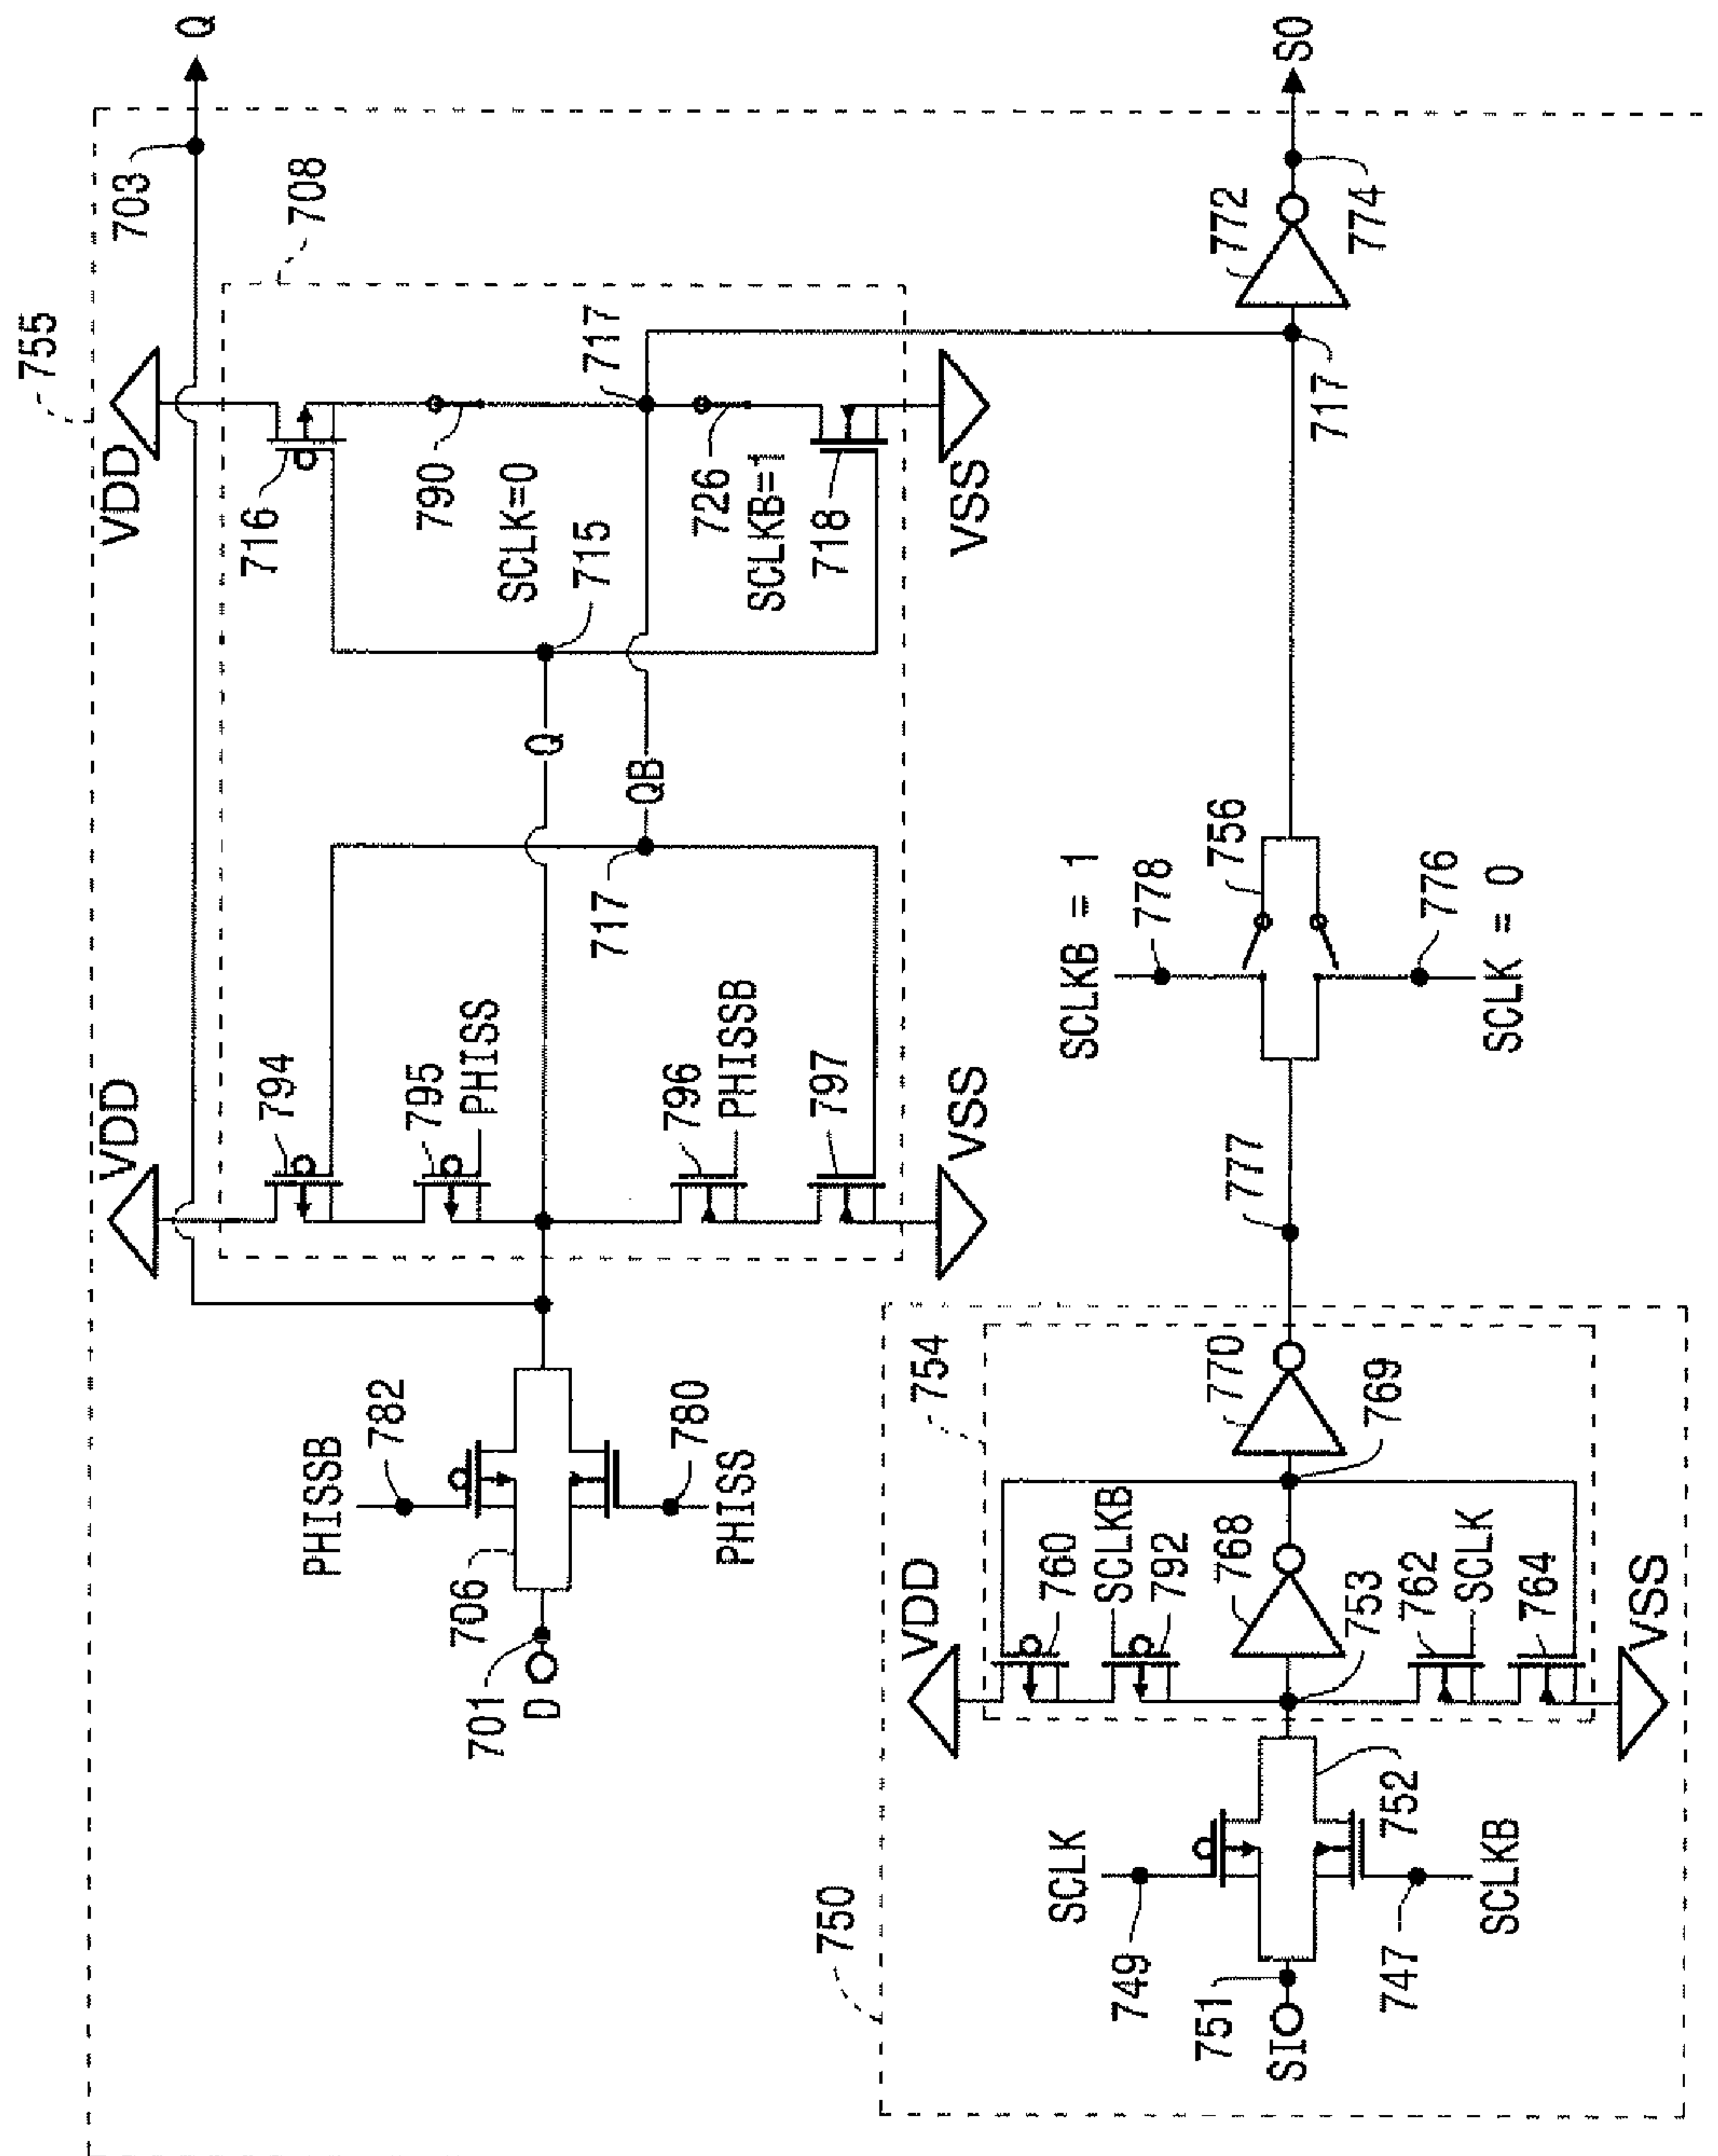 755
VDD
VDD
703
Q
794
716
708
795
PHISS
790
SCLK=0
717
PHISSB
782
Q
715
706
QB
726
SCLKB=1
701
D
717
796
PHISSB
718
780
PHISS
797
VSS
VSS
750
754
VDD
SCLK
749
760
SCLKB
792
770
SCLKB = 1
778
772
751
SI
768
777
756
SO
753
769
717
774
752
762
SCLK
776
SCLK = 0
747
SCLKB
764
VSS